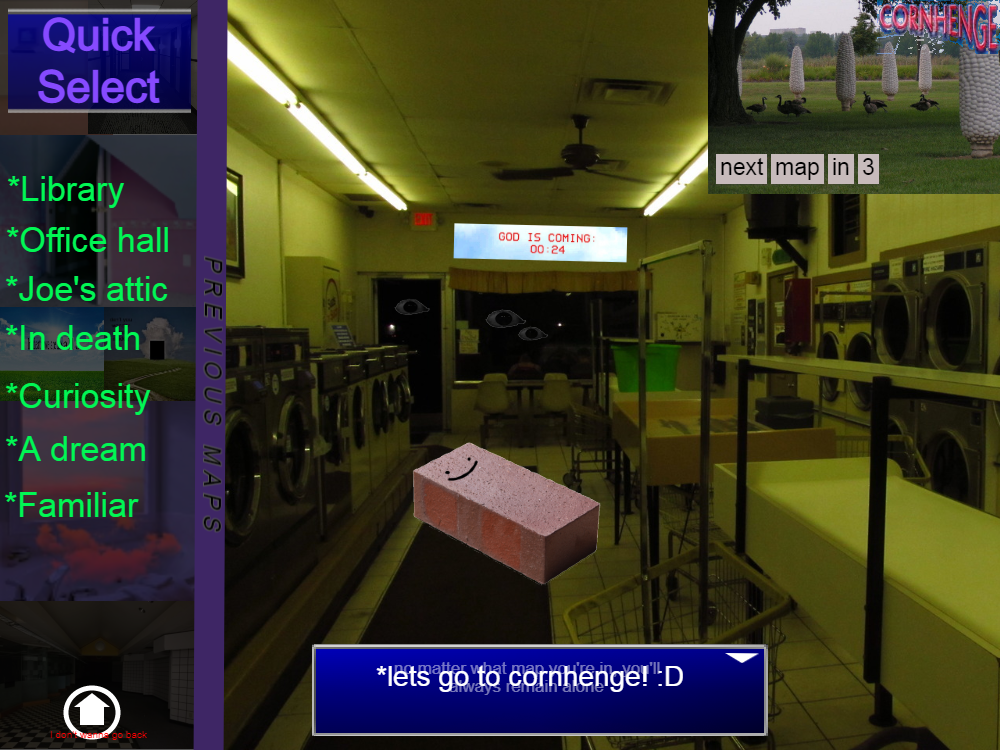 Quick
Select
*Library
*Office hall
*Joe's attic
*In death
*Curiosity
*A dream
*Familiar
I don't wanna go back
PREVIOUS MAPS
EXIT
GOD IS COMING:
00:24
CORNHENGE
next map in 3
no matter what map you're in, you'll
*lets go to cornhenge! :D
always remain alone